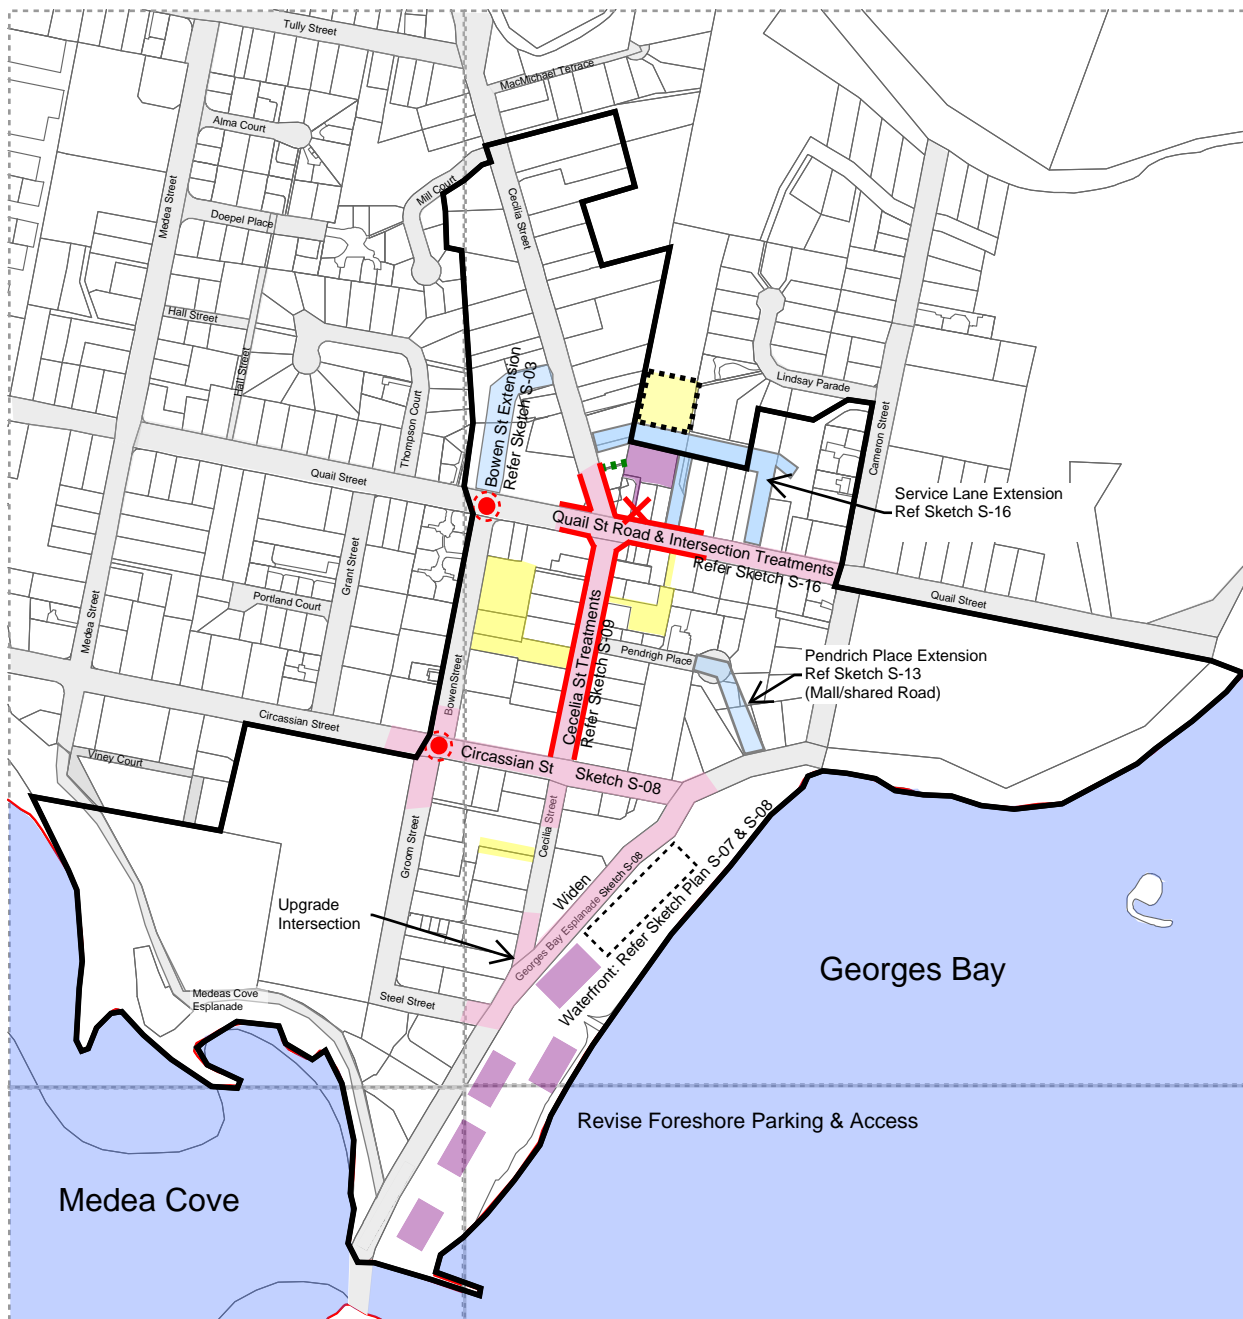 Tully Street
MacMichael Terrace
Alma Court
Mill Court
Medea Street
Doepel Place
Cecilia Street
Hall Street
Hall Street
Thompson Court
Bowen St Extension
Refer Sketch S-03
Lindsay Parade
Cameron Street
Quail Street
Service Lane Extension
Ref Sketch S-16
Quail St Road & Intersection Treatments
Refer Sketch S-16
Grant Street
Portland Court
Medea Street
Quail Street
Cecelia St Treatments
Refer Sketch S-09
Pendrigh Place
Pendrich Place Extension
Ref Sketch S-13
(Mall/shared Road)
BowenStreet
Circassian Street
Viney Court
Circassian St
Sketch S-08
Groom Street
Cecilia Street
Widen
Georges Bay Esplanade Sketch S-08
Waterfront: Refer Sketch Plan S-07 & S-08
Upgrade
Intersection
Georges Bay
Medeas Cove
Esplanade
Steel Street
Revise Foreshore Parking & Access
Medea Cove